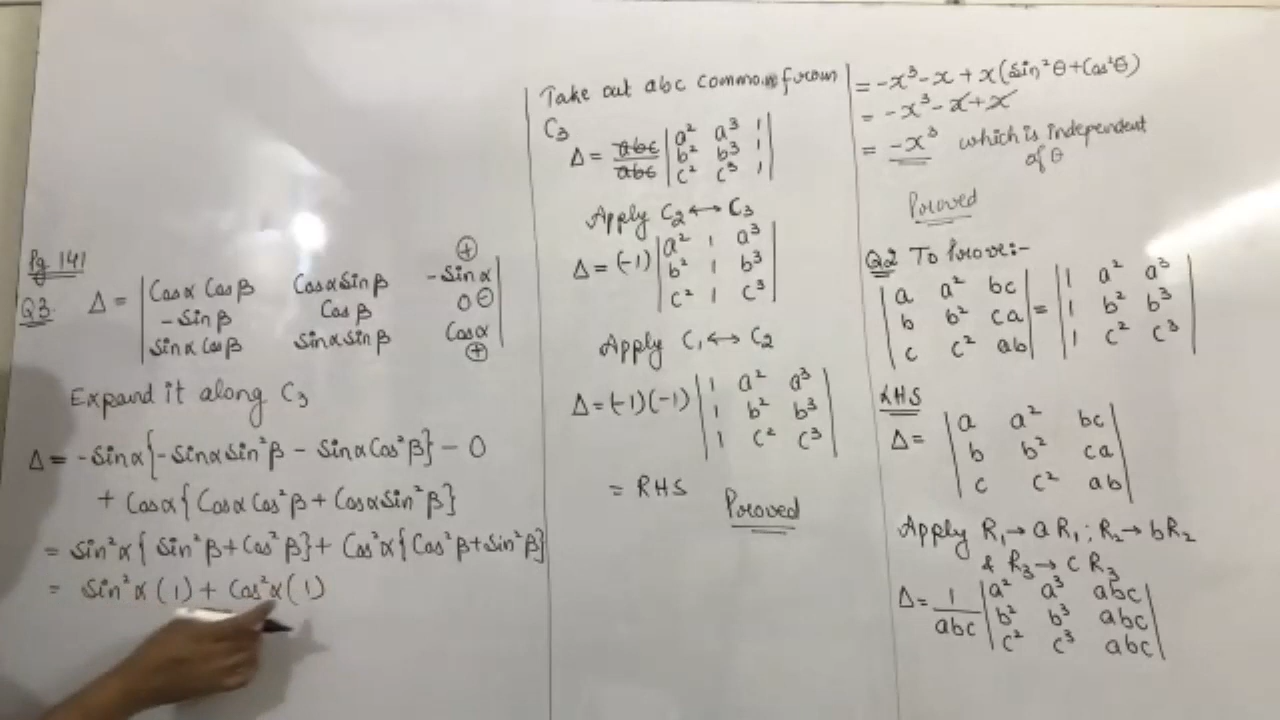 Pg 141
⊕
Q3. Δ = | Cosα Cosβ Cosα Sinβ -Sinα |
| -Sinβ Cosβ 0 ⊖ |
| Sinα Cosβ Sinα Sinβ Cosα |
⊕
Expand it along C₃
Δ = -Sinα{-Sinα Sin²β - Sinα Cos²β} - 0
+ Cosα{Cosα Cos²β + Cosα Sin²β}
= Sin²α{Sin²β + Cos²β} + Cos²α{Cos²β + Sin²β}
= Sin²α (1) + Cos²α (1)
Take out abc common from
C₃
Δ = abc/abc | a² a³ 1 |
| b² b³ 1 |
| c² c³ 1 |
Apply C₂ ↔ C₃
Δ = (-1) | a² 1 a³ |
| b² 1 b³ |
| c² 1 c³ |
Apply C₁ ↔ C₂
Δ = (-1)(-1) | 1 a² a³ |
| 1 b² b³ |
| 1 c² c³ |
= RHS
Proved
= -x³ - x + x(Sin²θ + Cos²θ)
= -x³ - x + x
= -x³ which is independent
of θ
Proved
Q2 To Prove:-
| a a² bc | = | 1 a² a³ |
| b b² ca | | 1 b² b³ |
| c c² ab | | 1 c² c³ |
LHS
Δ = | a a² bc |
| b b² ca |
| c c² ab |
Apply R₁ → aR₁ ; R₂ → bR₂
& R₃ → cR₃
Δ = 1/abc | a² a³ abc |
| b² b³ abc |
| c² c³ abc |